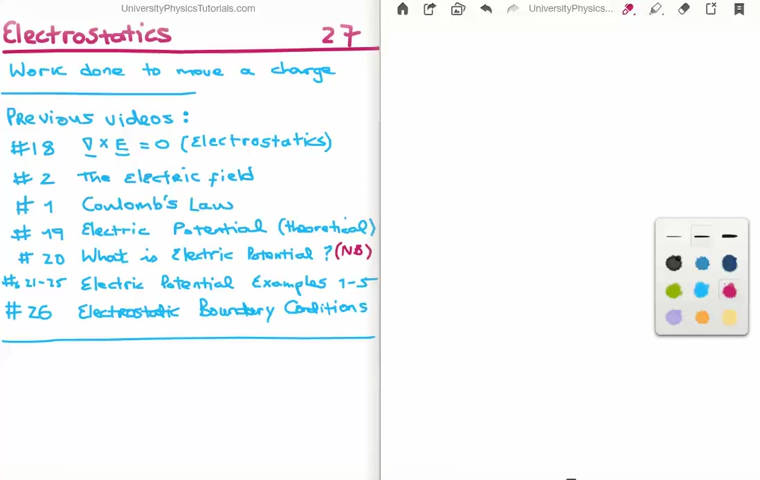 UniversityPhysicsTutorials.com
Electrostatics 27
Work done to move a charge
Previous videos:
#18 ∇ × E = 0 (Electrostatics)
#2 The Electric field
#1 Coulomb's Law
#19 Electric Potential (theoretical)
#20 What is Electric Potential? (NB)
#s 21-25 Electric Potential Examples 1-5
#26 Electrostatic Boundary Conditions
UniversityPhysicsTutorials...